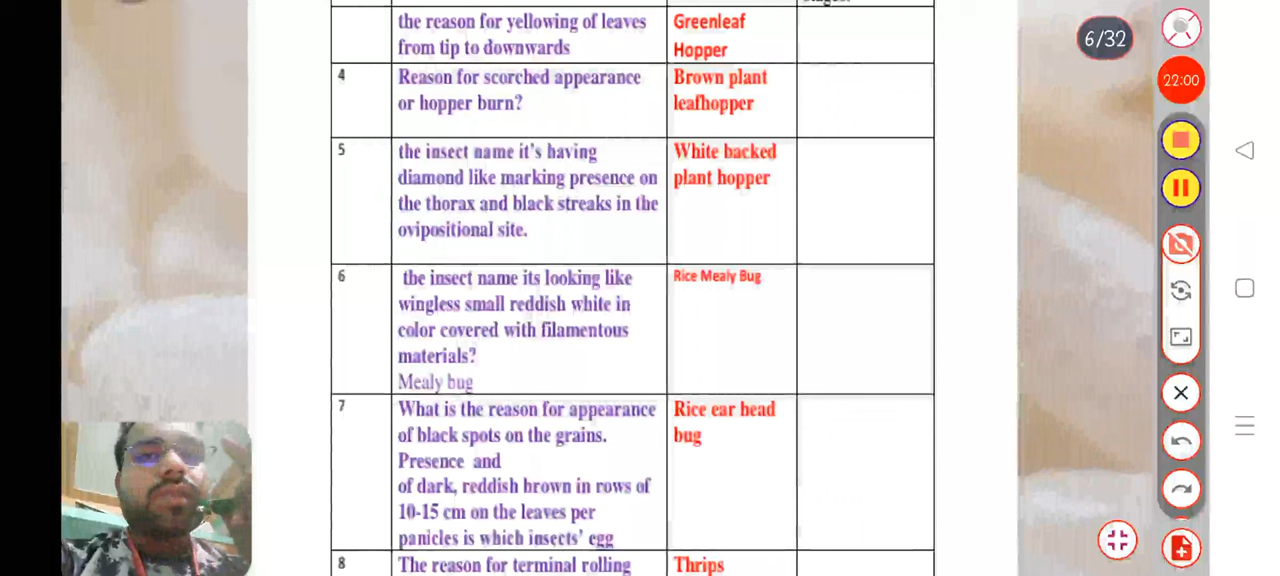 the reason for yellowing of leaves
from tip to downwards
Greenleaf
Hopper
4
Reason for scorched appearance
or hopper burn?
Brown plant
leafhopper
5
the insect name it's having
diamond like marking presence on
the thorax and black streaks in the
ovipositional site.
White backed
plant hopper
6
the insect name its looking like
wingless small reddish white in
color covered with filamentous
materials?
Mealy bug
Rice Mealy Bug
7
What is the reason for appearance
of black spots on the grains.
Presence and
of dark, reddish brown in rows of
10-15 cm on the leaves per
panicles is which insects' egg
Rice ear head
bug
8
The reason for terminal rolling
Thrips
6/32
22:00